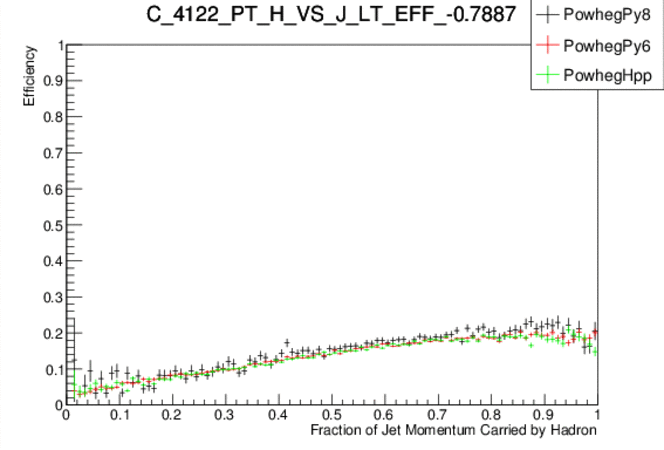 C_4122_PT_H_VS_J_LT_EFF_-0.7887
PowhegPy8
PowhegPy6
PowhegHpp
Efficiency
1
0.9
0.8
0.7
0.6
0.5
0.4
0.3
0.2
0.1
0
0 0.1 0.2 0.3 0.4 0.5 0.6 0.7 0.8 0.9 1
Fraction of Jet Momentum Carried by Hadron